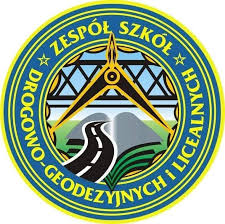 ZESPÓŁ SZKÓŁ
DROGOWO-GEODEZYJNYCH I LICEALNYCH